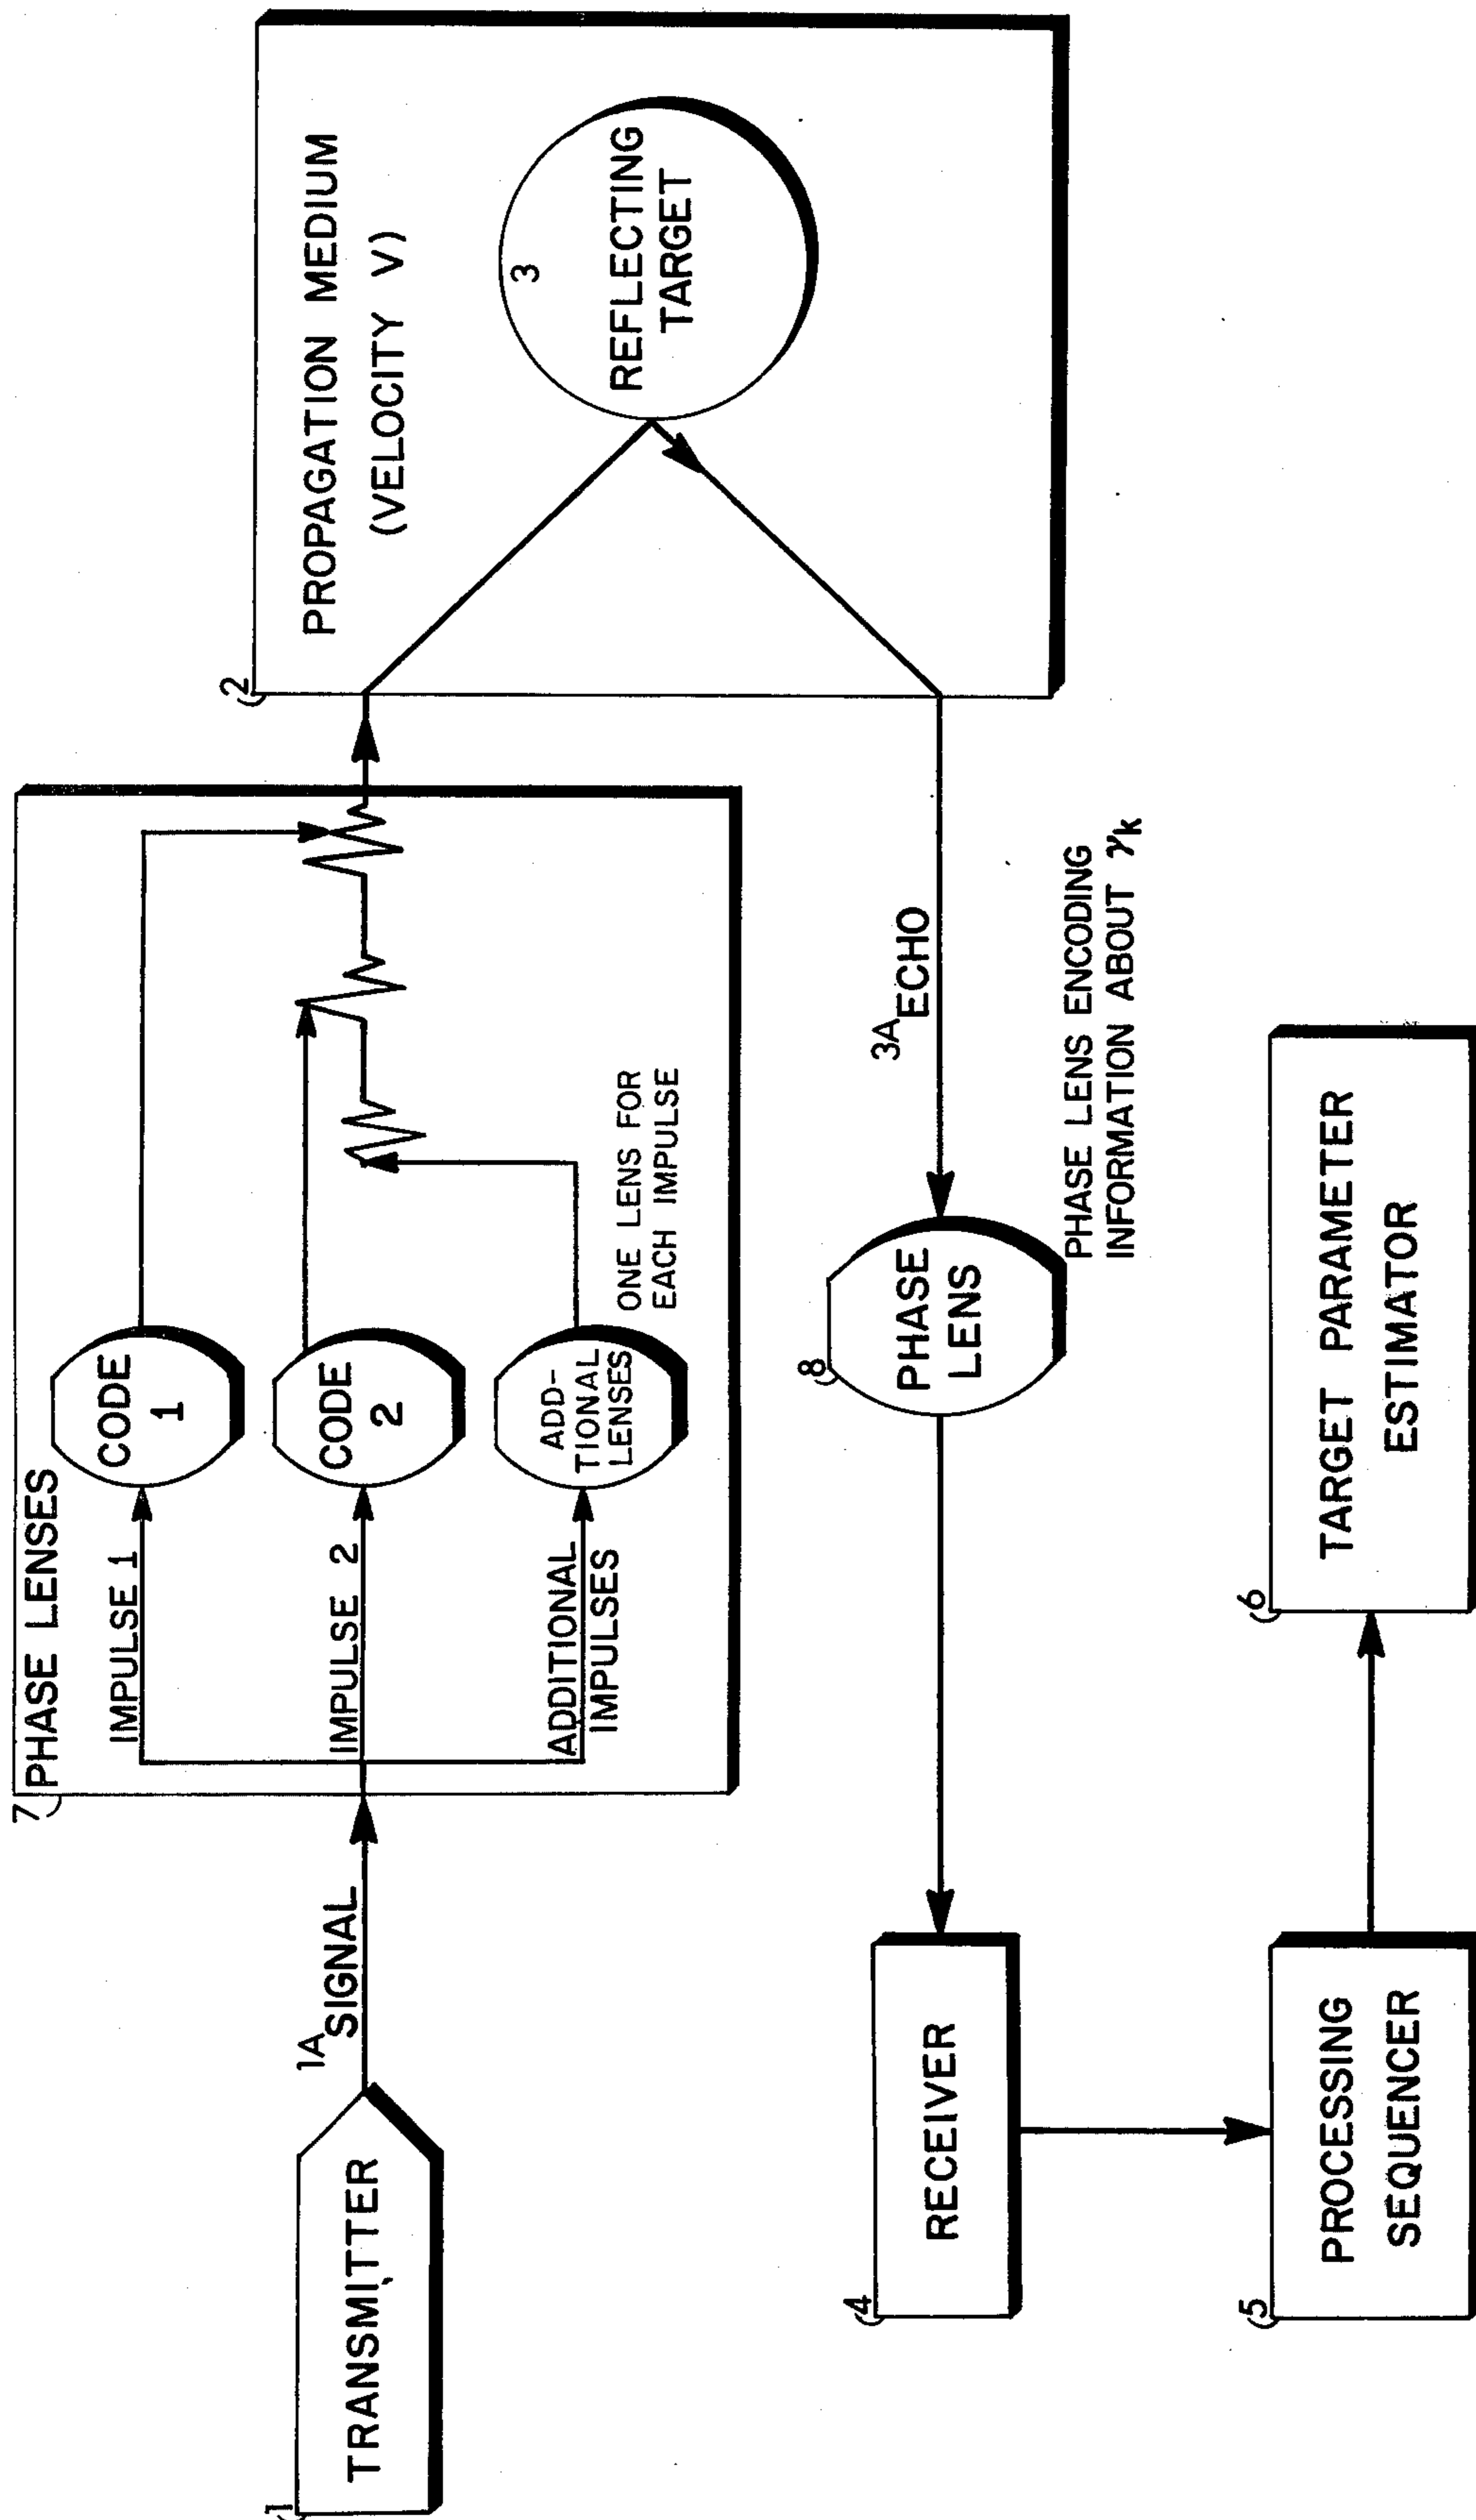 7
PHASE LENSES
IMPULSE 1
CODE
1
IMPULSE 2
CODE
2
ADDITIONAL
IMPULSES
ADD-
TIONAL
LENSES
ONE LENS FOR
EACH IMPULSE
1
TRANSMITTER
1A
SIGNAL
2
PROPAGATION MEDIUM
(VELOCITY V)
3
REFLECTING
TARGET
3A
ECHO
8
PHASE
LENS
PHASE LENS ENCODING
INFORMATION ABOUT γk
4
RECEIVER
5
PROCESSING
SEQUENCER
6
TARGET PARAMETER
ESTIMATOR